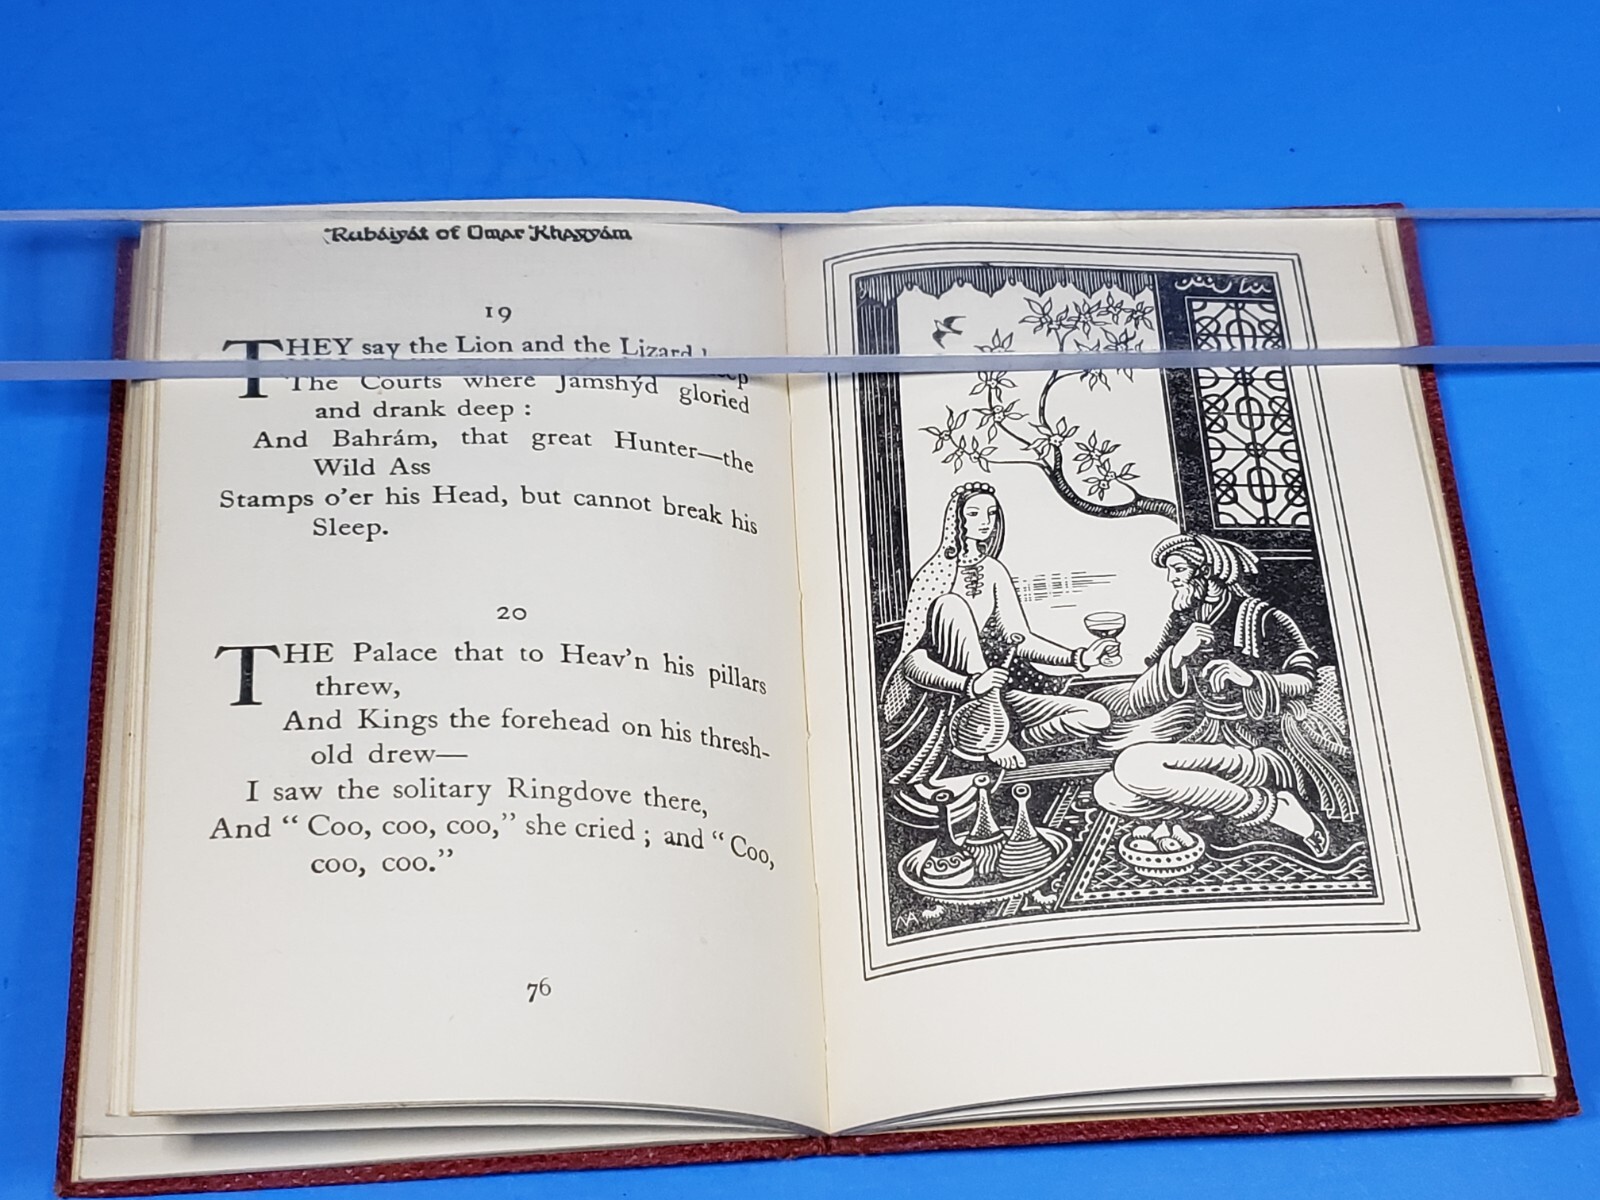 Rubáiyát of Omar Khayyám
19
THEY say the Lion and the Lizard
The Courts where Jamshýd gloried
and drank deep :
And Bahrám, that great Hunter—the
Wild Ass
Stamps o'er his Head, but cannot break his
Sleep.
20
THE Palace that to Heav'n his pillars
threw,
And Kings the forehead on his thresh-
old drew—
I saw the solitary Ringdove there,
And “ Coo, coo, coo,” she cried ; and “ Coo,
coo, coo.”
76